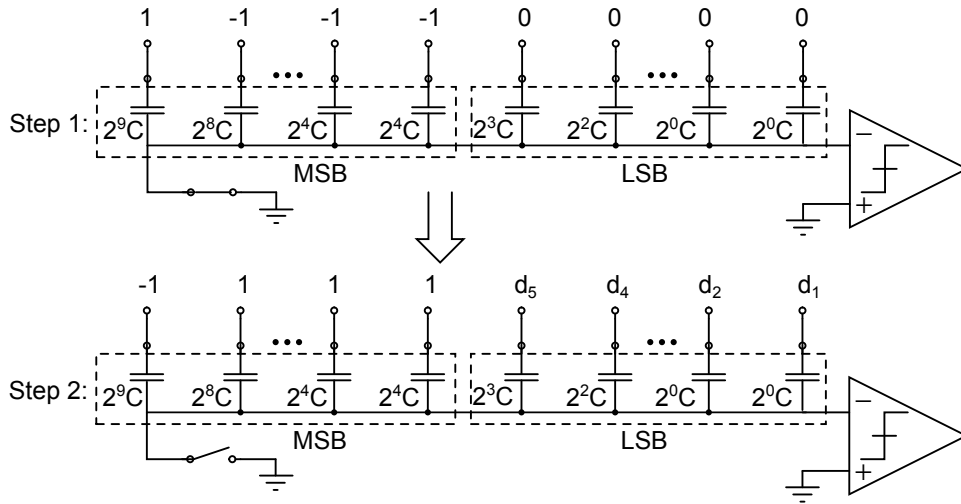 1 -1 -1 -1 0 0 0 0
Step 1: 2⁹C 2⁸C 2⁴C 2⁴C 2³C 2²C 2⁰C 2⁰C
MSB LSB
-1 1 1 1 d₅ d₄ d₂ d₁
Step 2: 2⁹C 2⁸C 2⁴C 2⁴C 2³C 2²C 2⁰C 2⁰C
MSB LSB